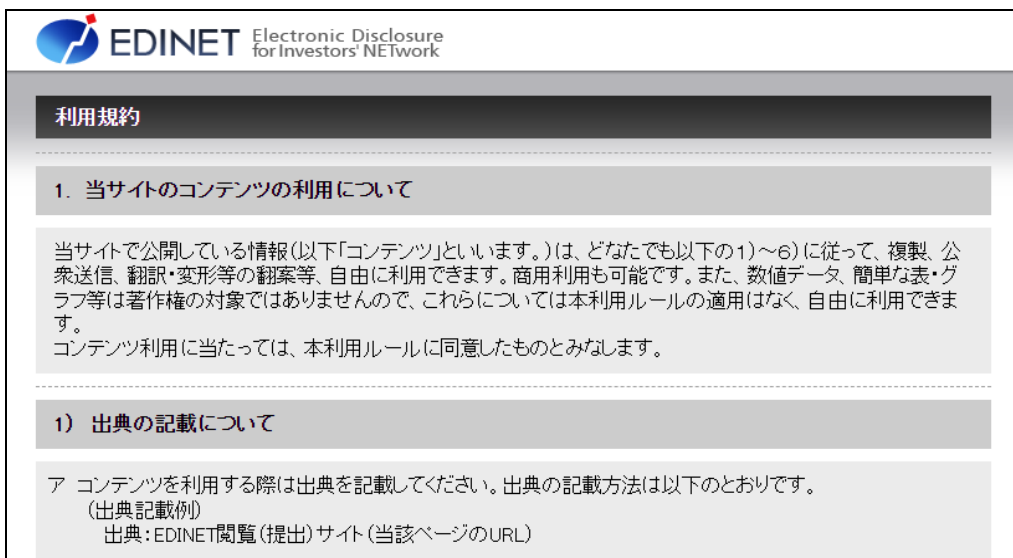 EDINET Electronic Disclosure
for Investors' NETwork
利用規約
1. 当サイトのコンテンツの利用について
当サイトで公開している情報(以下「コンテンツ」といいます。)は、どなたでも以下の1)～6)に従って、複製、公
衆送信、翻訳・変形等の翻案等、自由に利用できます。商用利用も可能です。また、数値データ、簡単な表・グ
ラフ等は著作権の対象ではありませんので、これらについては本利用ルールの適用はなく、自由に利用できま
す。
コンテンツ利用に当たっては、本利用ルールに同意したものとみなします。
1) 出典の記載について
ア コンテンツを利用する際は出典を記載してください。出典の記載方法は以下のとおりです。
(出典記載例)
出典:EDINET閲覧(提出)サイト(当該ページのURL)